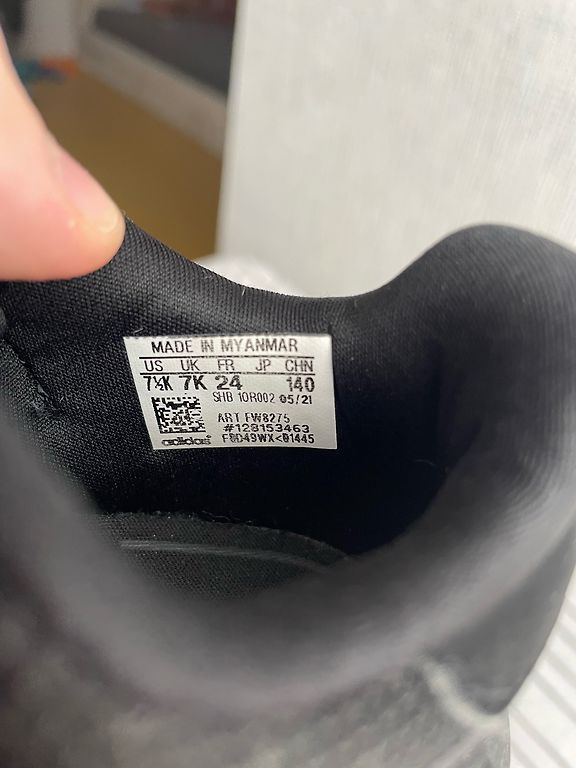 MADE IN MYANMAR
US UK FR JP CHN
7½K 7K 24 140
SHB 10R002 05/21
ART FW8275
#128153463
adidas F0D49WX<01445